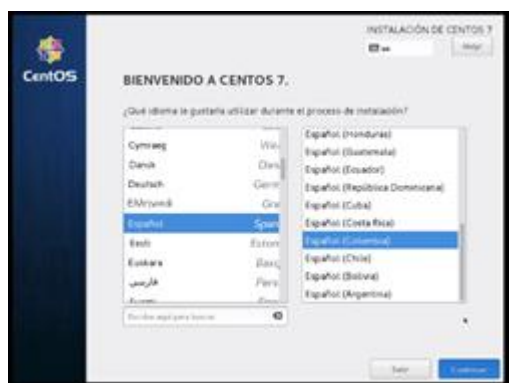 INSTALACIÓN DE CENTOS 7
CentOS
BIENVENIDO A CENTOS 7.
¿Qué idioma le gustaría utilizar durante el proceso de instalación?
Cymraeg
Dansk
Deutsch
Ελληνικά
Español
Eesti
Euskara
فارسی
Español (Honduras)
Español (Guatemala)
Español (Ecuador)
Español (República Dominicana)
Español (Cuba)
Español (Costa Rica)
Español (Colombia)
Español (Chile)
Español (Bolivia)
Español (Argentina)
Salir
Continuar